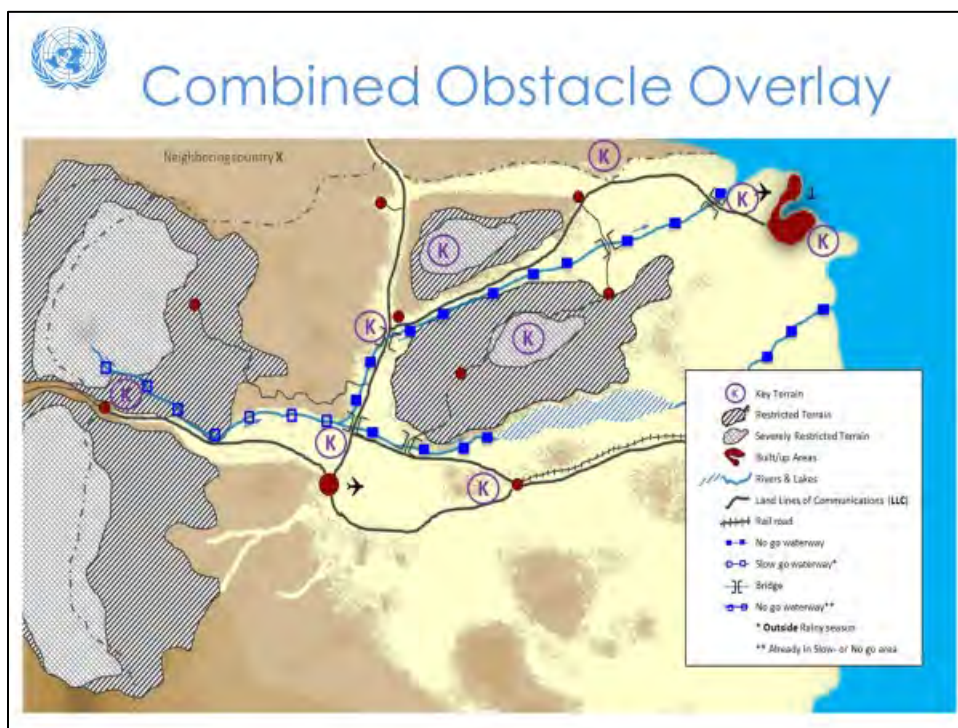 Combined Obstacle Overlay
Neighboring country X
K
K
K
K
K
K
K
K
K
K Key Terrain
Restricted Terrain
Severely Restricted Terrain
Built/up Areas
Rivers & Lakes
Land Lines of Communications (LLC)
Rail road
No go waterway
Slow go waterway*
Bridge
No go waterway**
* Outside Rainy season
** Already in Slow- or No go area